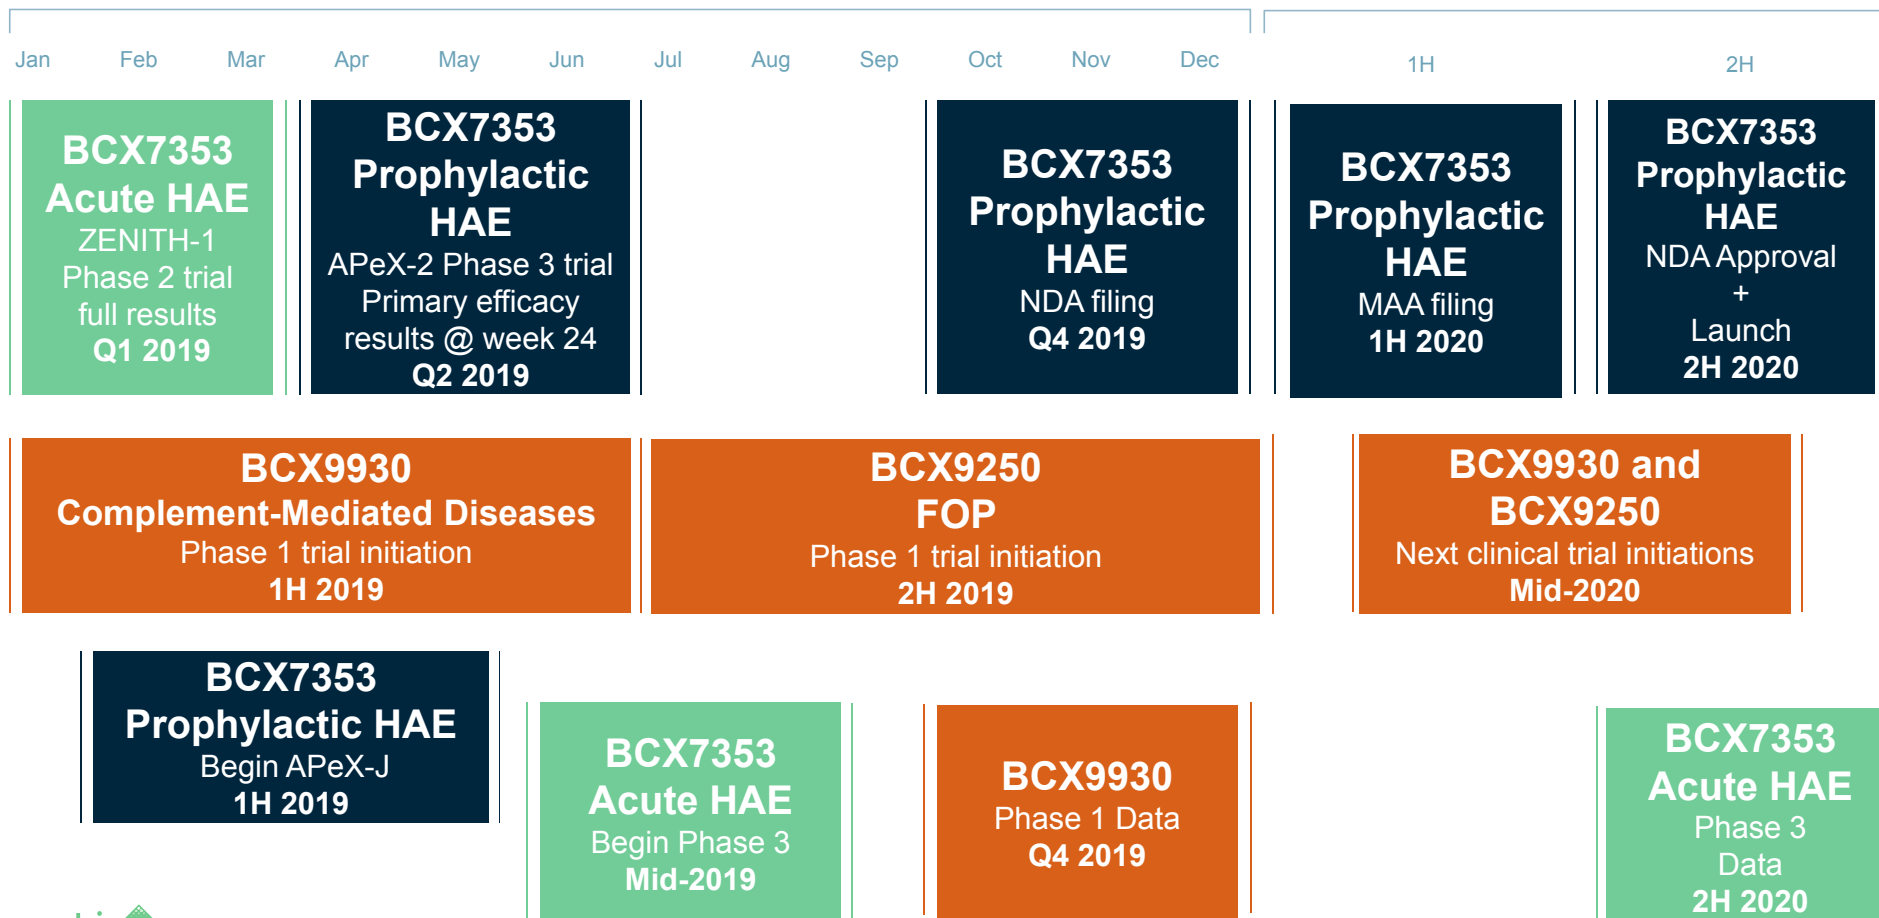 Jan Feb Mar Apr May Jun Jul Aug Sep Oct Nov Dec 1H 2H
BCX7353
Acute HAE
ZENITH-1
Phase 2 trial
full results
Q1 2019
BCX7353
Prophylactic
HAE
APeX-2 Phase 3 trial
Primary efficacy
results @ week 24
Q2 2019
BCX7353
Prophylactic
HAE
NDA filing
Q4 2019
BCX7353
Prophylactic
HAE
MAA filing
1H 2020
BCX7353
Prophylactic
HAE
NDA Approval
+
Launch
2H 2020
BCX9930
Complement-Mediated Diseases
Phase 1 trial initiation
1H 2019
BCX9250
FOP
Phase 1 trial initiation
2H 2019
BCX9930 and
BCX9250
Next clinical trial initiations
Mid-2020
BCX7353
Prophylactic HAE
Begin APeX-J
1H 2019
BCX7353
Acute HAE
Begin Phase 3
Mid-2019
BCX9930
Phase 1 Data
Q4 2019
BCX7353
Acute HAE
Phase 3
Data
2H 2020